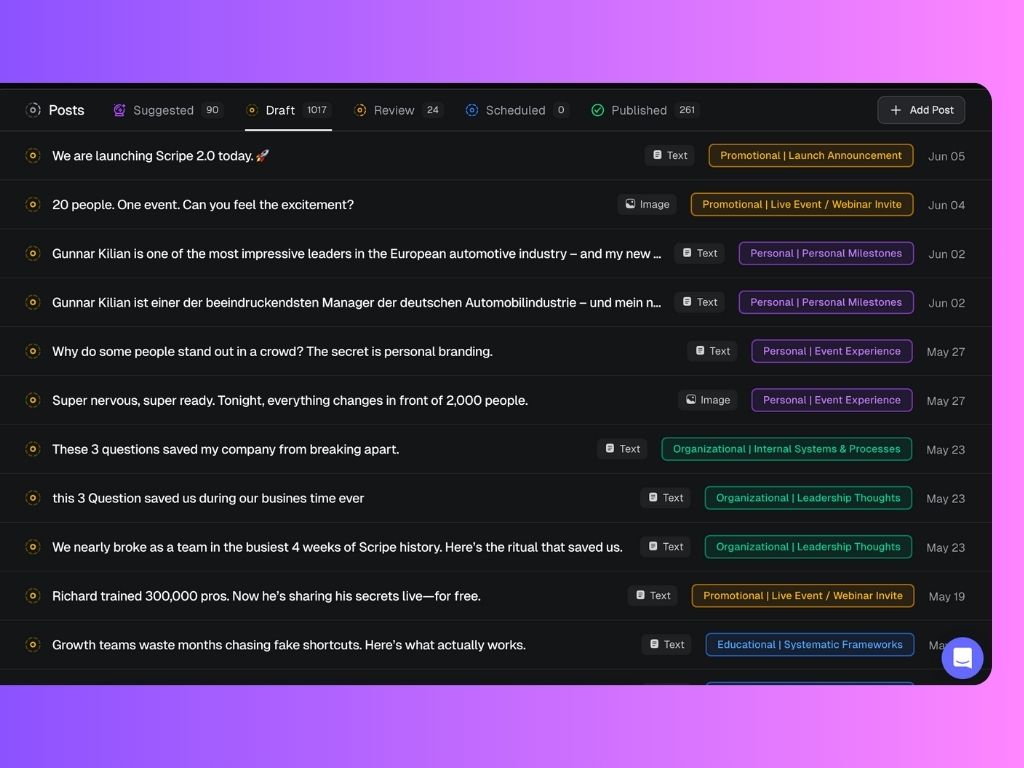 Posts Suggested 90 Draft 1017 Review 24 Scheduled 0 Published 261 + Add Post
We are launching Scripe 2.0 today. 🚀 Text Promotional | Launch Announcement Jun 05
20 people. One event. Can you feel the excitement? Image Promotional | Live Event / Webinar Invite Jun 04
Gunnar Kilian is one of the most impressive leaders in the European automotive industry – and my new ... Text Personal | Personal Milestones Jun 02
Gunnar Kilian ist einer der beeindruckendsten Manager der deutschen Automobilindustrie – und mein n... Text Personal | Personal Milestones Jun 02
Why do some people stand out in a crowd? The secret is personal branding. Text Personal | Event Experience May 27
Super nervous, super ready. Tonight, everything changes in front of 2,000 people. Image Personal | Event Experience May 27
These 3 questions saved my company from breaking apart. Text Organizational | Internal Systems & Processes May 23
this 3 Question saved us during our busines time ever Text Organizational | Leadership Thoughts May 23
We nearly broke as a team in the busiest 4 weeks of Scripe history. Here's the ritual that saved us. Text Organizational | Leadership Thoughts May 23
Richard trained 300,000 pros. Now he's sharing his secrets live—for free. Text Promotional | Live Event / Webinar Invite May 19
Growth teams waste months chasing fake shortcuts. Here's what actually works. Text Educational | Systematic Frameworks